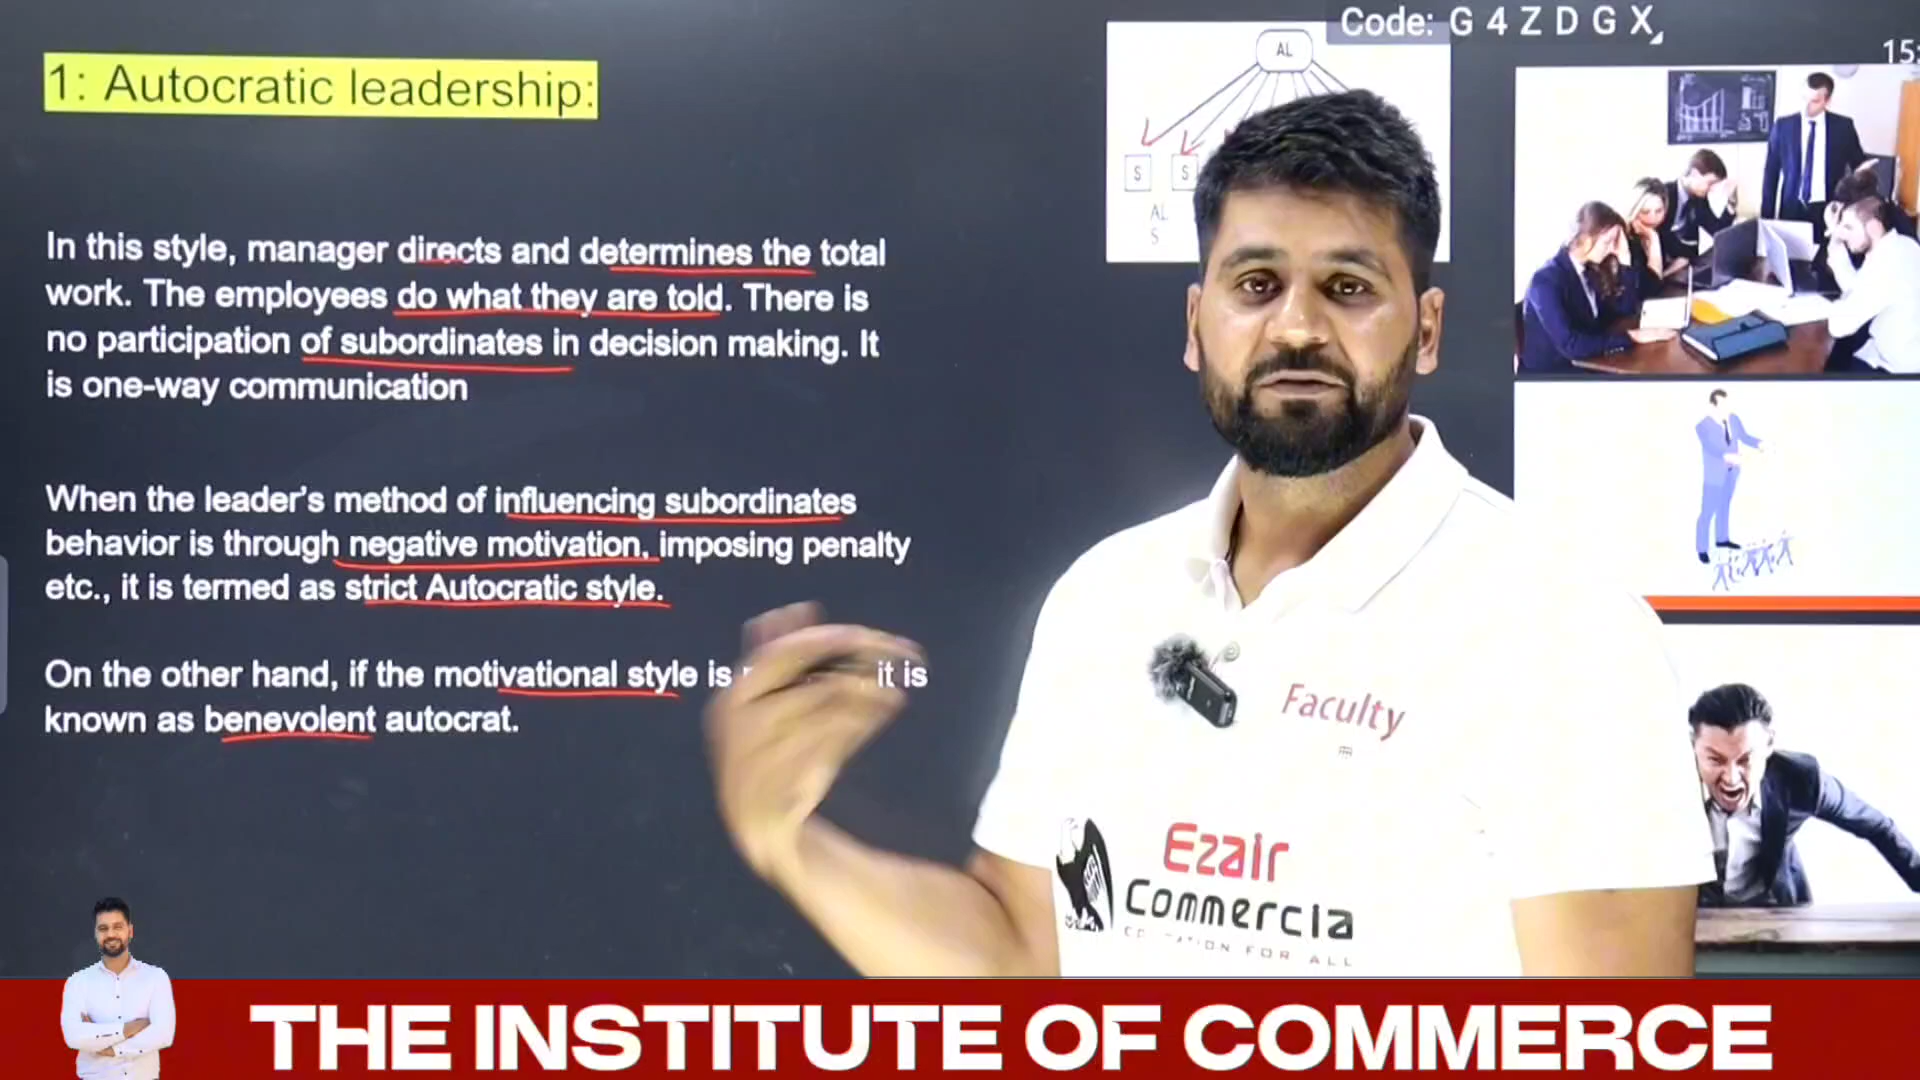 Code: G 4 Z D G X
15:
1: Autocratic leadership:
AL
S S
AL
S
In this style, manager directs and determines the total
work. The employees do what they are told. There is
no participation of subordinates in decision making. It
is one-way communication
When the leader's method of influencing subordinates
behavior is through negative motivation, imposing penalty
etc., it is termed as strict Autocratic style.
On the other hand, if the motivational style is it is
known as benevolent autocrat.
Faculty
Ezair
Commercia
FOR ALL
THE INSTITUTE OF COMMERCE